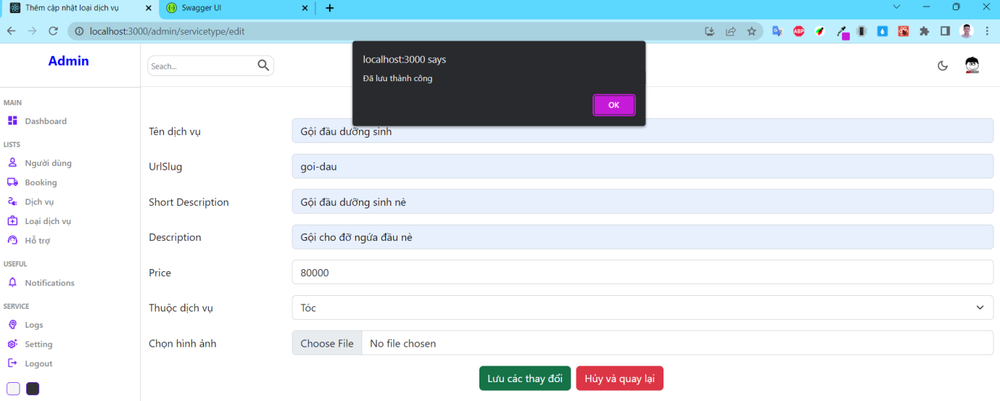 Thêm cập nhật loại dịch vụ
Swagger UI
localhost:3000/admin/servicetype/edit
ABP
Admin
Seach...
localhost:3000 says
Đã lưu thành công
OK
MAIN
Dashboard
LISTS
Người dùng
Booking
Dịch vụ
Loại dịch vụ
Hỗ trợ
USEFUL
Notifications
SERVICE
Logs
Setting
Logout
Tên dịch vụ Gội đầu dưỡng sinh
UrlSlug goi-dau
Short Description Gội đầu dưỡng sinh nè
Description Gội cho đỡ ngứa đầu nè
Price 80000
Thuộc dịch vụ Tóc
Chọn hình ảnh Choose File No file chosen
Lưu các thay đổi Hủy và quay lại